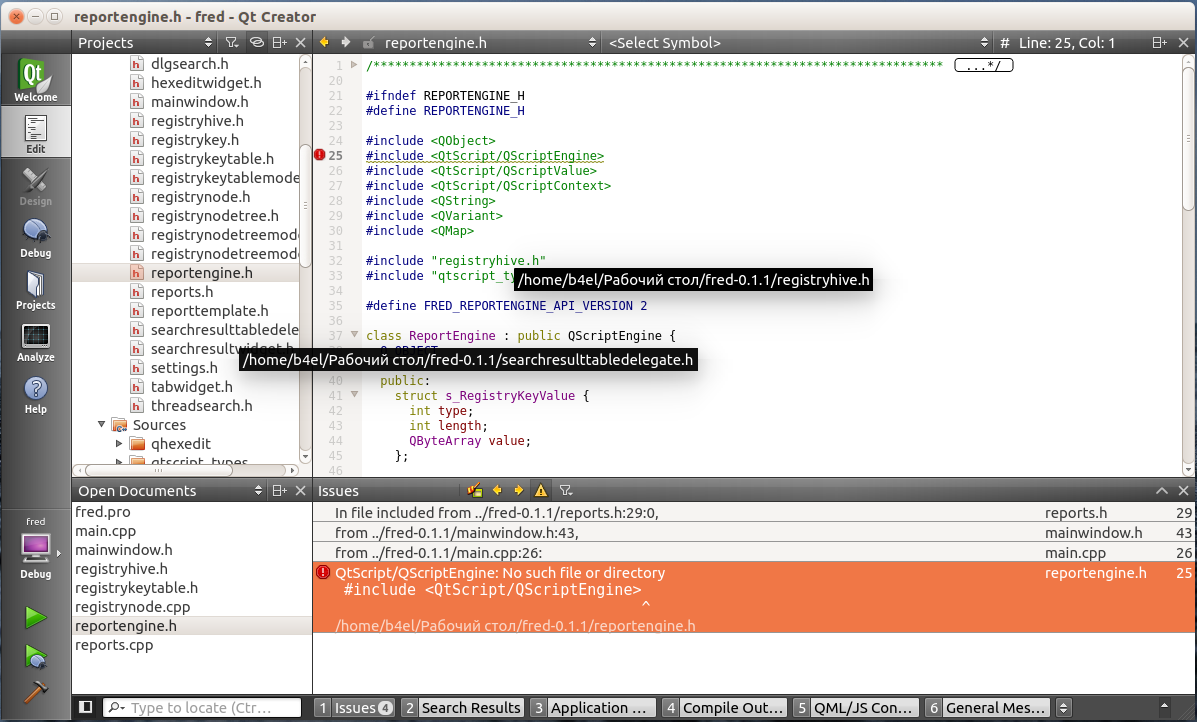 reportengine.h - fred - Qt Creator
Projects
reportengine.h
<Select Symbol>
# Line: 25, Col: 1
Welcome
Edit
Design
Debug
Projects
Analyze
Help
fred
Debug
dlgsearch.h
hexeditwidget.h
mainwindow.h
registryhive.h
registrykey.h
registrykeytable.h
registrykeytablemode
registrynode.h
registrynodetree.h
registrynodetreemod
registrynodetreemod
reportengine.h
reports.h
reporttemplate.h
searchresulttabledele
searchresultwidget.h
settings.h
tabwidget.h
threadsearch.h
Sources
qhexedit
qtscript_types
1 /******************************************************************************* ...*/
20
21 #ifndef REPORTENGINE_H
22 #define REPORTENGINE_H
23
24 #include <QObject>
25 #include <QtScript/QScriptEngine>
26 #include <QtScript/QScriptValue>
27 #include <QtScript/QScriptContext>
28 #include <QString>
29 #include <QVariant>
30 #include <QMap>
31
32 #include "registryhive.h"
33 #include "qtscript_ty
/home/b4el/Рабочий стол/fred-0.1.1/registryhive.h
34
35 #define FRED_REPORTENGINE_API_VERSION 2
36
37 class ReportEngine : public QScriptEngine {
/home/b4el/Рабочий стол/fred-0.1.1/searchresulttabledelegate.h
40 public:
41 struct s_RegistryKeyValue {
42 int type;
43 int length;
44 QByteArray value;
45 };
46
Open Documents
fred.pro
main.cpp
mainwindow.h
registryhive.h
registrykeytable.h
registrynode.cpp
reportengine.h
reports.cpp
Issues
In file included from ../fred-0.1.1/reports.h:29:0, reports.h 29
from ../fred-0.1.1/mainwindow.h:43, mainwindow.h 43
from ../fred-0.1.1/main.cpp:26: main.cpp 26
QtScript/QScriptEngine: No such file or directory reportengine.h 25
#include <QtScript/QScriptEngine>
^
/home/b4el/Рабочий стол/fred-0.1.1/reportengine.h
Type to locate (Ctr...
1 Issues 4
2 Search Results
3 Application ...
4 Compile Out...
5 QML/JS Con...
6 General Mes...